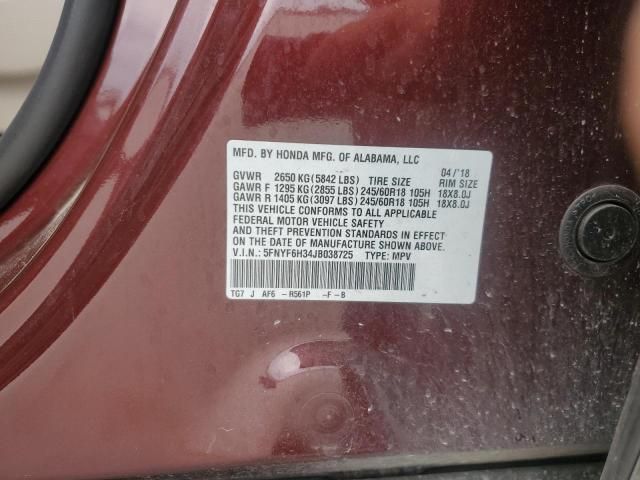 MFD. BY HONDA MFG. OF ALABAMA, LLC 04/'18
GVWR 2650 KG (5842 LBS) TIRE SIZE RIM SIZE
GAWR F 1295 KG (2855 LBS) 245/60R18 105H 18X8.0J
GAWR R 1405 KG (3097 LBS) 245/60R18 105H 18X8.0J
THIS VEHICLE CONFORMS TO ALL APPLICABLE
FEDERAL MOTOR VEHICLE SAFETY
AND THEFT PREVENTION STANDARDS IN EFFECT
ON THE DATE OF MANUFACTURE SHOWN ABOVE.
V.I.N.: 5FNYF6H34JB038725 TYPE: MPV
TG7 J AF6 - R561P -F-B